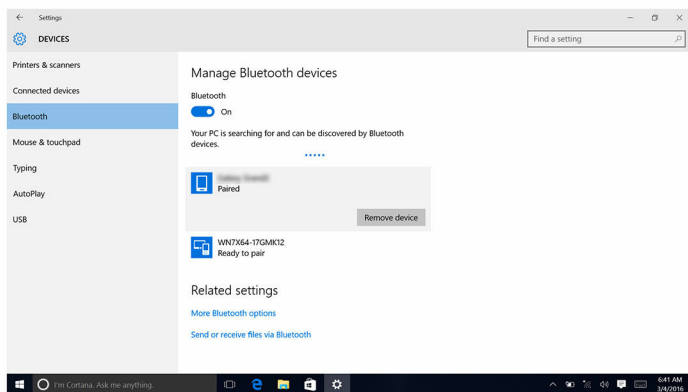 Settings
DEVICES
Find a setting
Printers & scanners
Connected devices
Bluetooth
Mouse & touchpad
Typing
AutoPlay
USB
Manage Bluetooth devices
Bluetooth
On
Your PC is searching for and can be discovered by Bluetooth
devices.
Paired
Remove device
WN7X64-17GMK12
Ready to pair
Related settings
More Bluetooth options
Send or receive files via Bluetooth
I'm Cortana. Ask me anything.
6:41 AM
3/4/2016